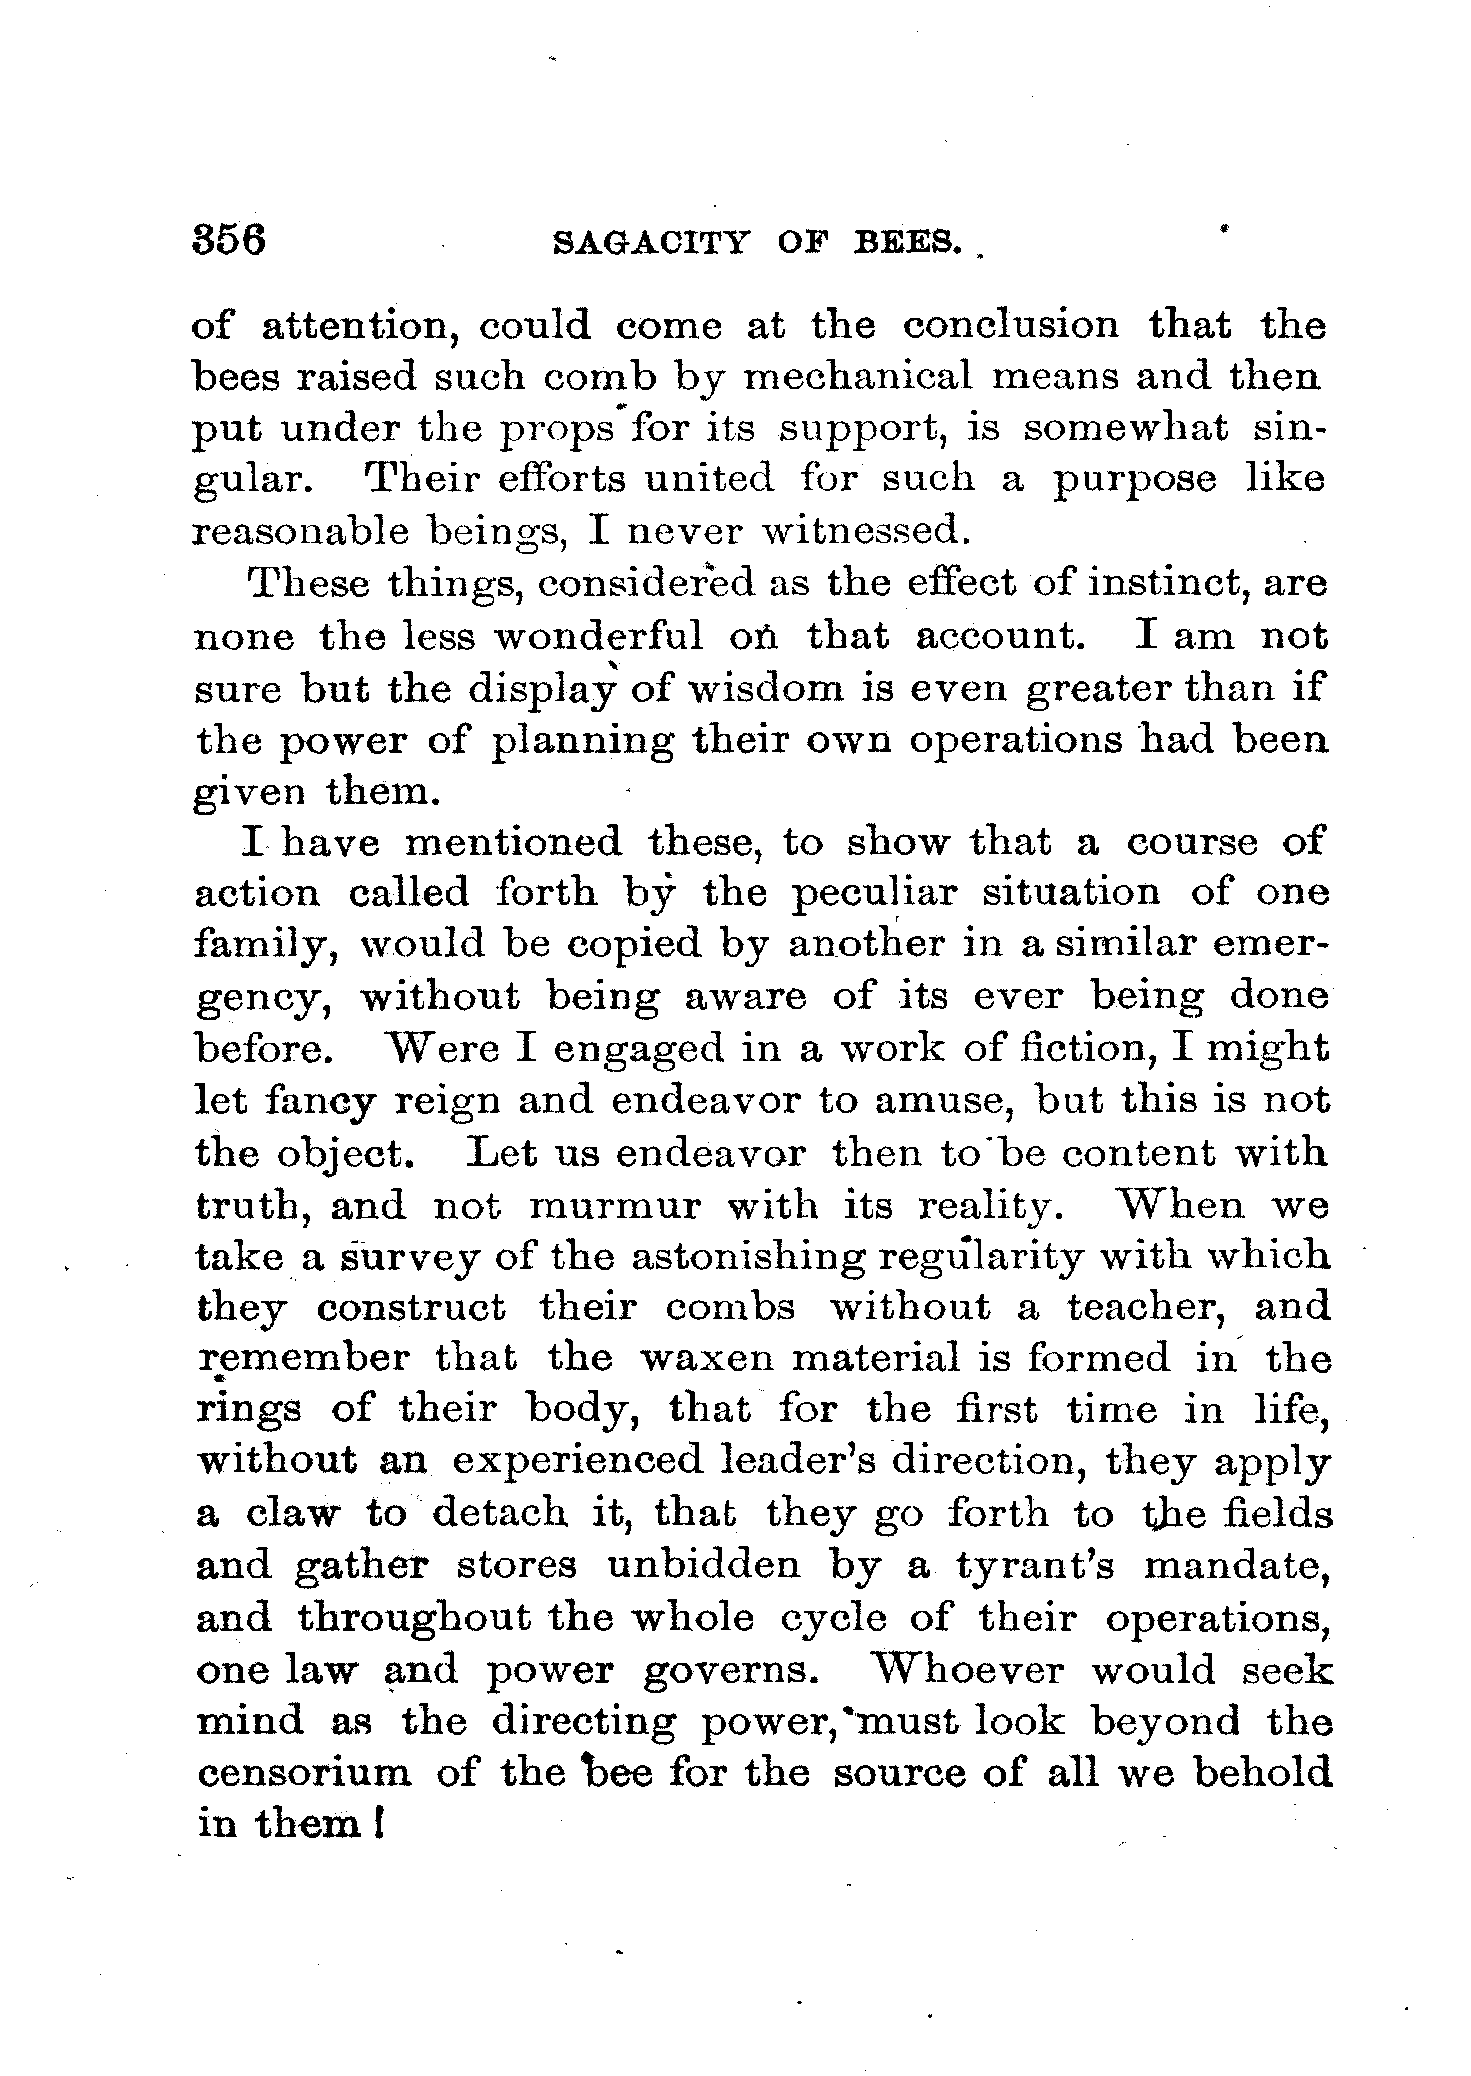 356 SAGACITY OF BEES.
of attention, could come at the conclusion that the
bees raised such comb by mechanical means and then
put under the props for its support, is somewhat sin-
gular. Their efforts united for such a purpose like
reasonable beings, I never witnessed.
These things, considered as the effect of instinct, are
none the less wonderful on that account. I am not
sure but the display of wisdom is even greater than if
the power of planning their own operations had been
given them.
I have mentioned these, to show that a course of
action called forth by the peculiar situation of one
family, would be copied by another in a similar emer-
gency, without being aware of its ever being done
before. Were I engaged in a work of fiction, I might
let fancy reign and endeavor to amuse, but this is not
the object. Let us endeavor then to be content with
truth, and not murmur with its reality. When we
take a survey of the astonishing regularity with which
they construct their combs without a teacher, and
remember that the waxen material is formed in the
rings of their body, that for the first time in life,
without an experienced leader's direction, they apply
a claw to detach it, that they go forth to the fields
and gather stores unbidden by a tyrant's mandate,
and throughout the whole cycle of their operations,
one law and power governs. Whoever would seek
mind as the directing power, must look beyond the
censorium of the bee for the source of all we behold
in them!